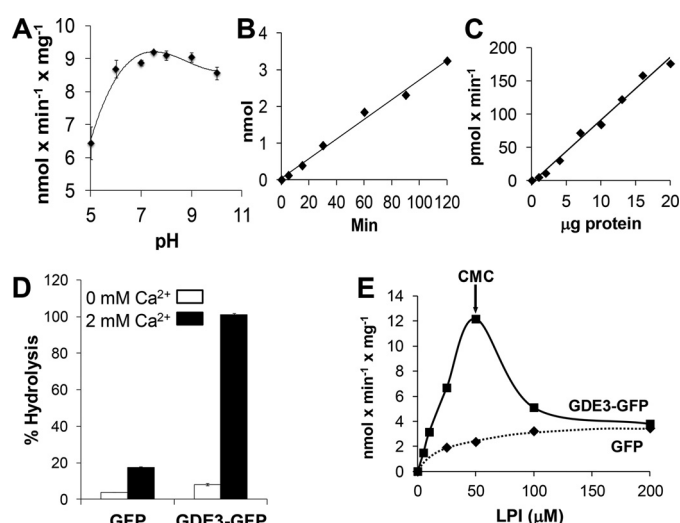 A
nmol x min⁻¹ x mg⁻¹
10
9
8
7
6
5
5 7 9 11
pH
B
nmol
4
3
2
1
0
0 20 40 60 80 100 120
Min
C
pmol x min⁻¹
200
150
100
50
0
0 5 10 15 20
μg protein
D
0 mM Ca²⁺
2 mM Ca²⁺
% Hydrolysis
120
100
80
60
40
20
0
GFP GDE3-GFP
E
CMC
nmol x min⁻¹ x mg⁻¹
14
12
10
8
6
4
2
0
GDE3-GFP
GFP
0 50 100 150 200
LPI (μM)